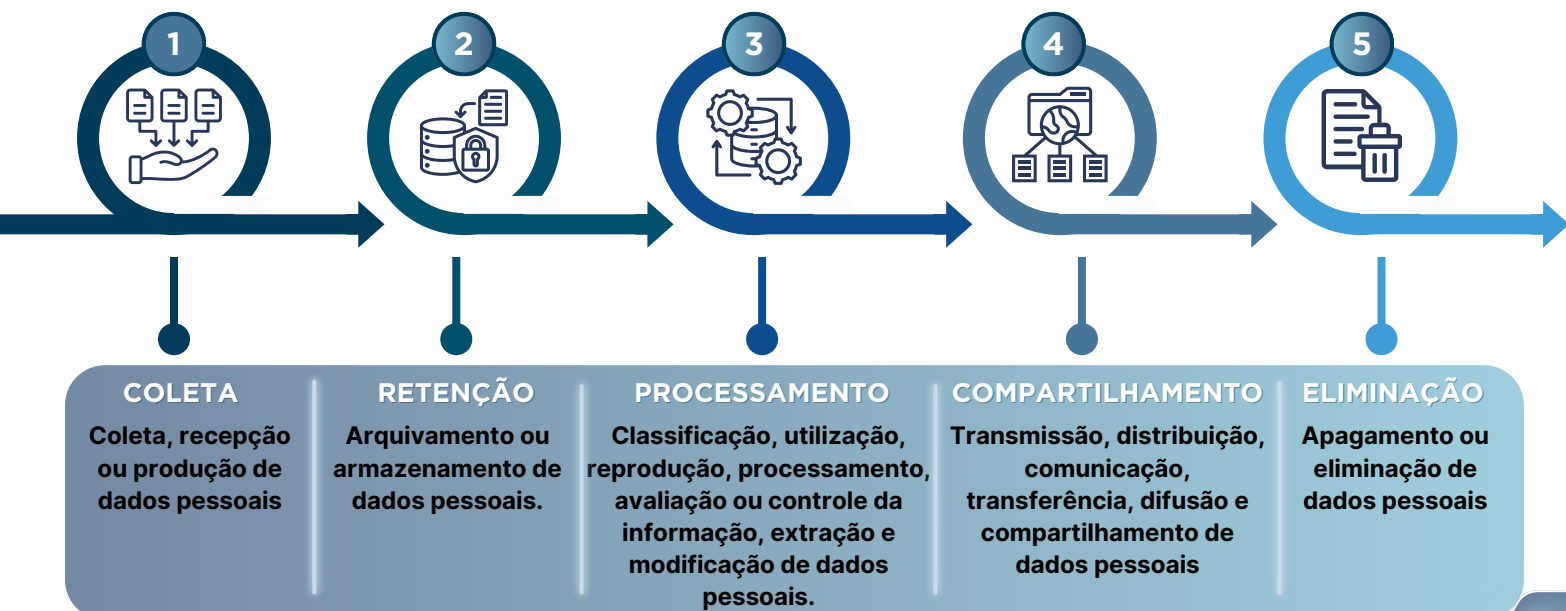 1
2
3
4
5
COLETA
Coleta, recepção
ou produção de
dados pessoais
RETENÇÃO
Arquivamento ou
armazenamento de
dados pessoais.
PROCESSAMENTO
Classificação, utilização,
reprodução, processamento,
avaliação ou controle da
informação, extração e
modificação de dados
pessoais.
COMPARTILHAMENTO
Transmissão, distribuição,
comunicação,
transferência, difusão e
compartilhamento de
dados pessoais
ELIMINAÇÃO
Apagamento ou
eliminação de
dados pessoais